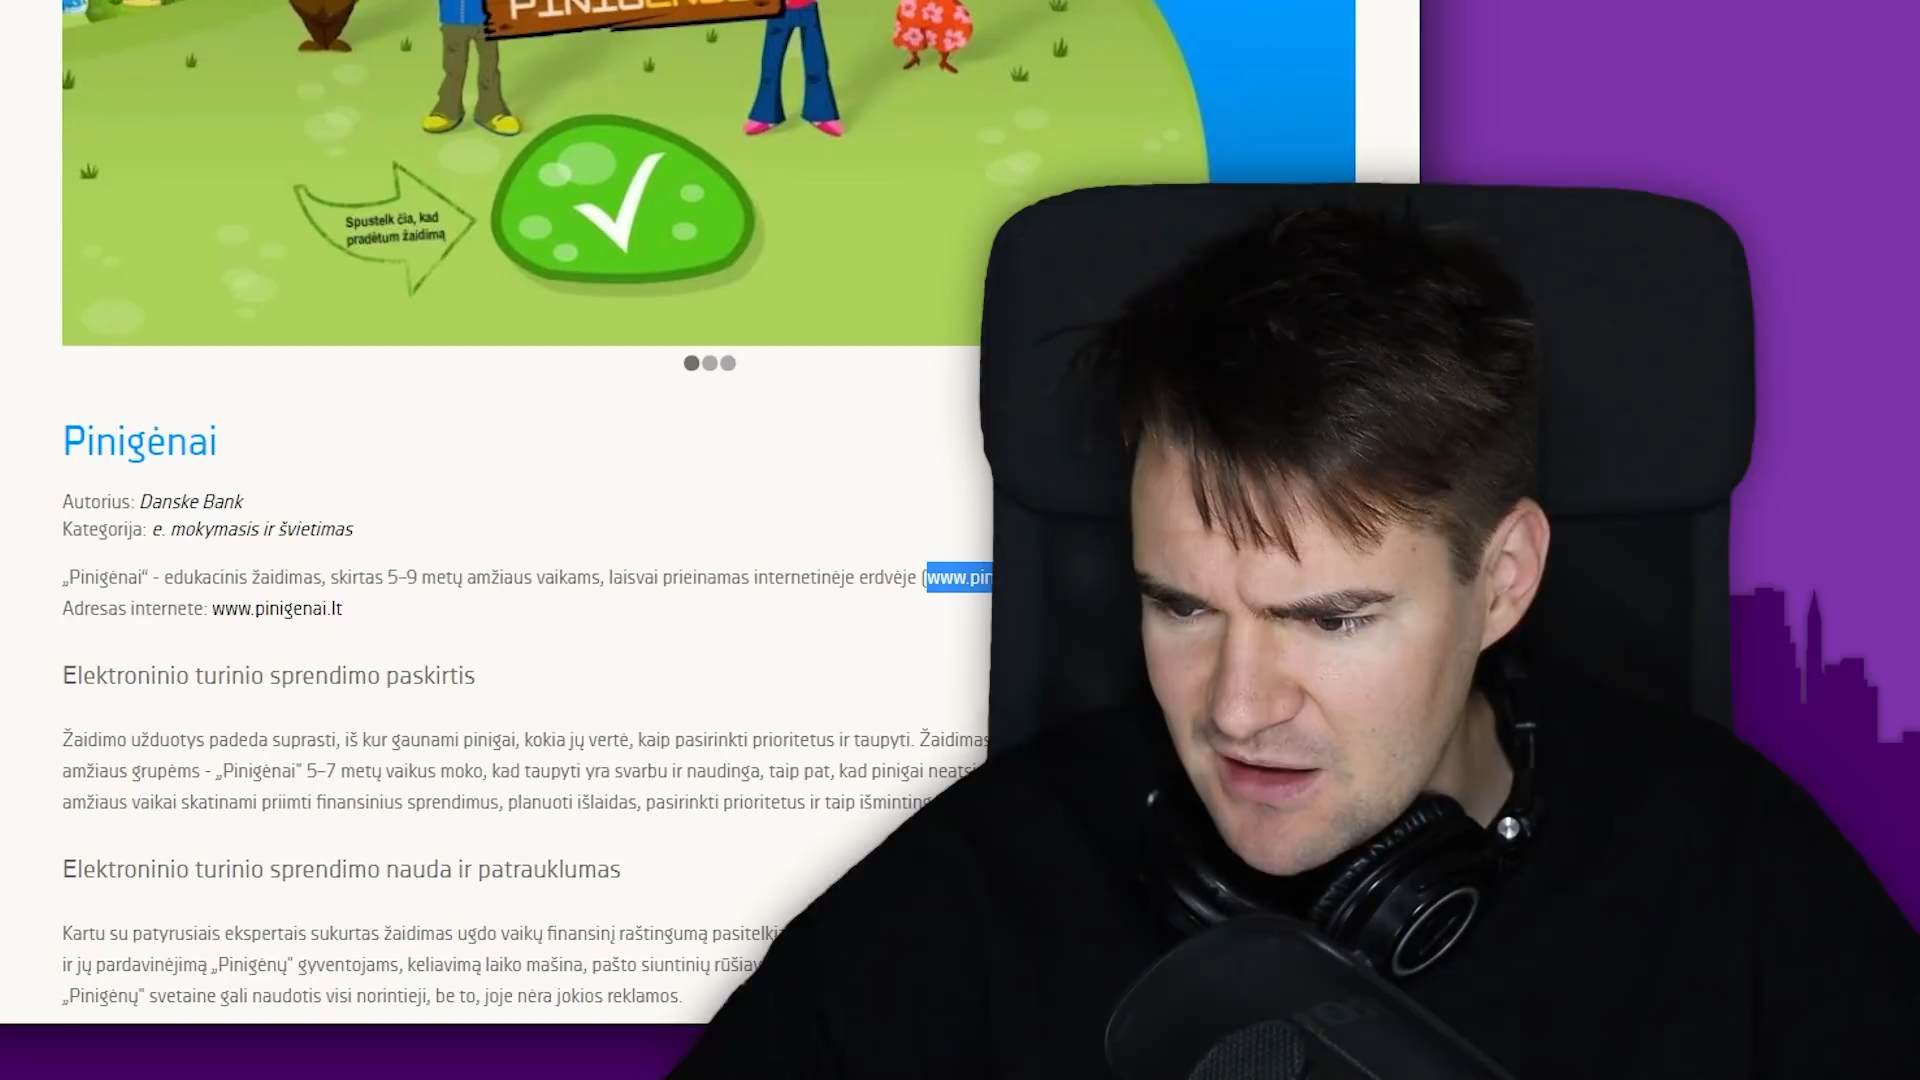 Spustelk čia, kad
pradėtum žaidimą
Pinigėnai
Autorius: Danske Bank
Kategorija: e. mokymasis ir švietimas
„Pinigėnai“ - edukacinis žaidimas, skirtas 5–9 metų amžiaus vaikams, laisvai prieinamas internetinėje erdvėje (www.pin
Adresas internete: www.pinigenai.lt
Elektroninio turinio sprendimo paskirtis
Žaidimo užduotys padeda suprasti, iš kur gaunami pinigai, kokia jų vertė, kaip pasirinkti prioritetus ir taupyti. Žaidimas
amžiaus grupėms - „Pinigėnai" 5–7 metų vaikus moko, kad taupyti yra svarbu ir naudinga, taip pat, kad pinigai neatsi
amžiaus vaikai skatinami priimti finansinius sprendimus, planuoti išlaidas, pasirinkti prioritetus ir taip išminting
Elektroninio turinio sprendimo nauda ir patrauklumas
Kartu su patyrusiais ekspertais sukurtas žaidimas ugdo vaikų finansinį raštingumą pasitelki
ir jų pardavinėjimą „Pinigėnų" gyventojams, keliavimą laiko mašina, pašto siuntinių rūšiav
„Pinigėnų" svetaine gali naudotis visi norintieji, be to, joje nėra jokios reklamos.